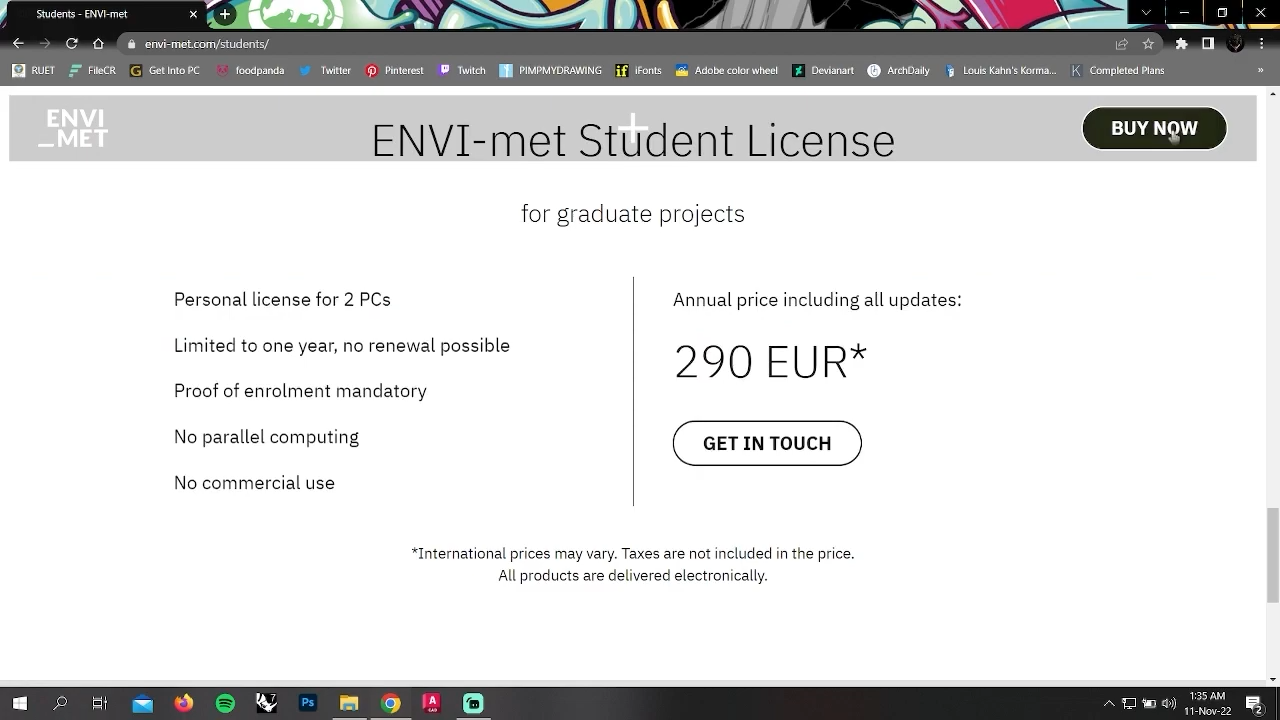 Students - ENVI-met
envi-met.com/students/
RUET
FileCR
Get Into PC
foodpanda
Twitter
Pinterest
Twitch
PIMPMYDRAWING
iFonts
Adobe color wheel
Devianart
ArchDaily
Louis Kahn's Korma...
Completed Plans
»
ENVI
_MET
ENVI-met Student License
BUY NOW
for graduate projects
Personal license for 2 PCs
Limited to one year, no renewal possible
Proof of enrolment mandatory
No parallel computing
No commercial use
Annual price including all updates:
290 EUR*
GET IN TOUCH
*International prices may vary. Taxes are not included in the price.
All products are delivered electronically.
1:35 AM
11-Nov-22